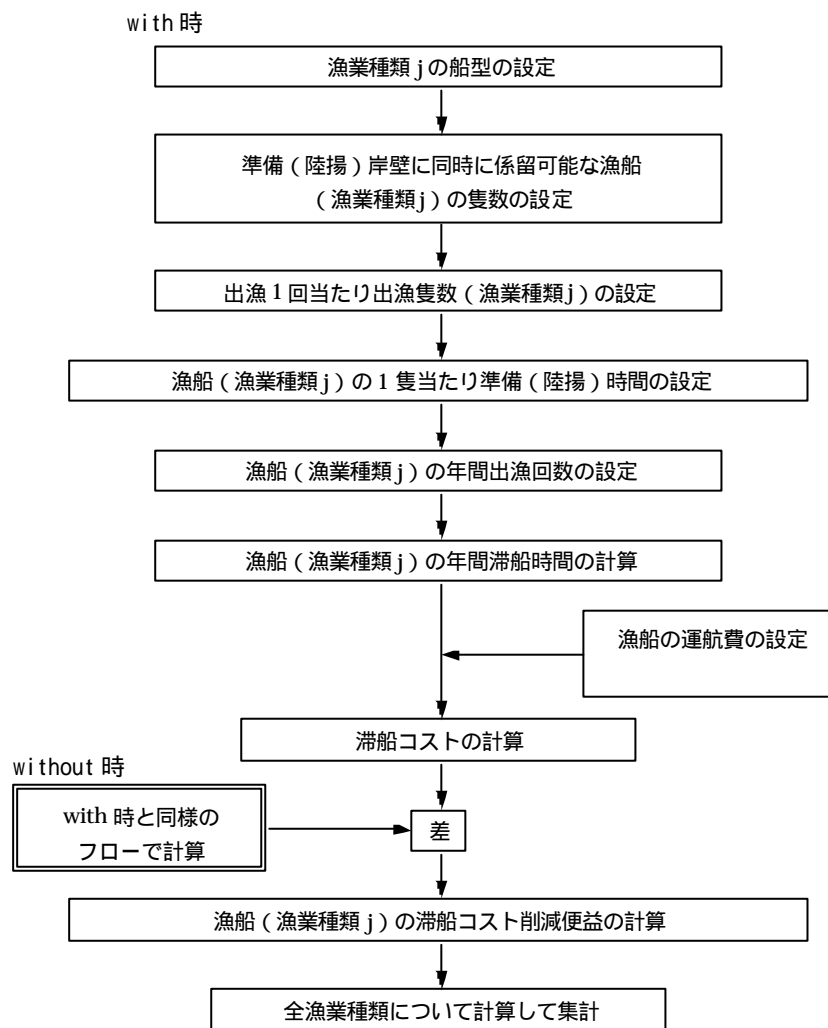 with 時
漁業種類 j の船型の設定
準備（陸揚）岸壁に同時に係留可能な漁船
（漁業種類 j）の隻数の設定
出漁 1 回当たり出漁隻数（漁業種類 j）の設定
漁船（漁業種類 j）の 1 隻当たり準備（陸揚）時間の設定
漁船（漁業種類 j）の年間出漁回数の設定
漁船（漁業種類 j）の年間滞船時間の計算
漁船の運航費の設定
滞船コストの計算
without 時
with 時と同様の
フローで計算
差
漁船（漁業種類 j）の滞船コスト削減便益の計算
全漁業種類について計算して集計